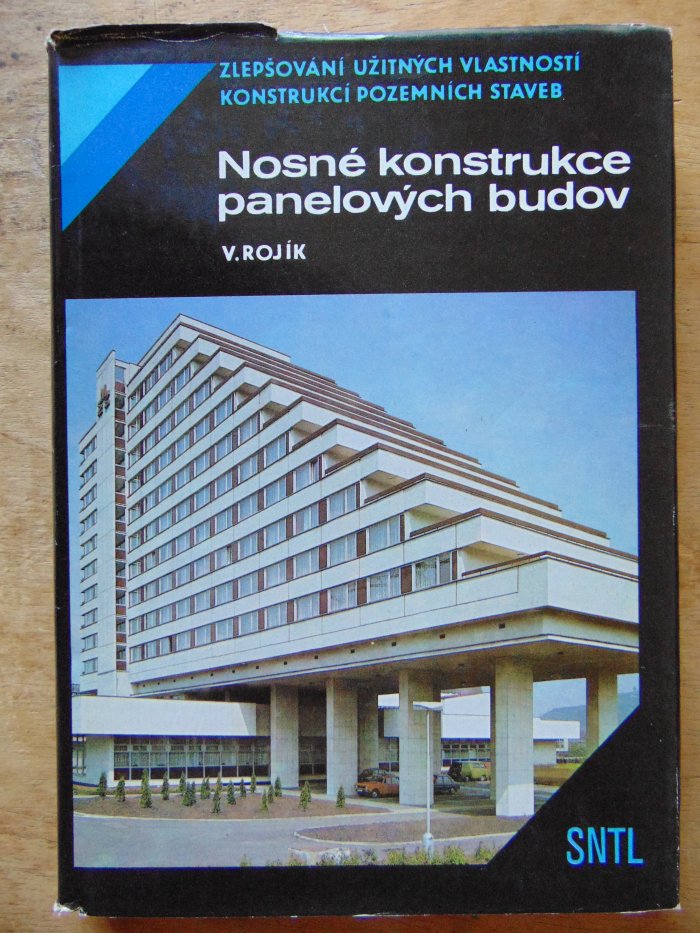 ZLEPŠOVÁNÍ UŽITNÝCH VLASTNOSTÍ
KONSTRUKCÍ POZEMNÍCH STAVEB
Nosné konstrukce
panelových budov
V. ROJÍK
SNTL